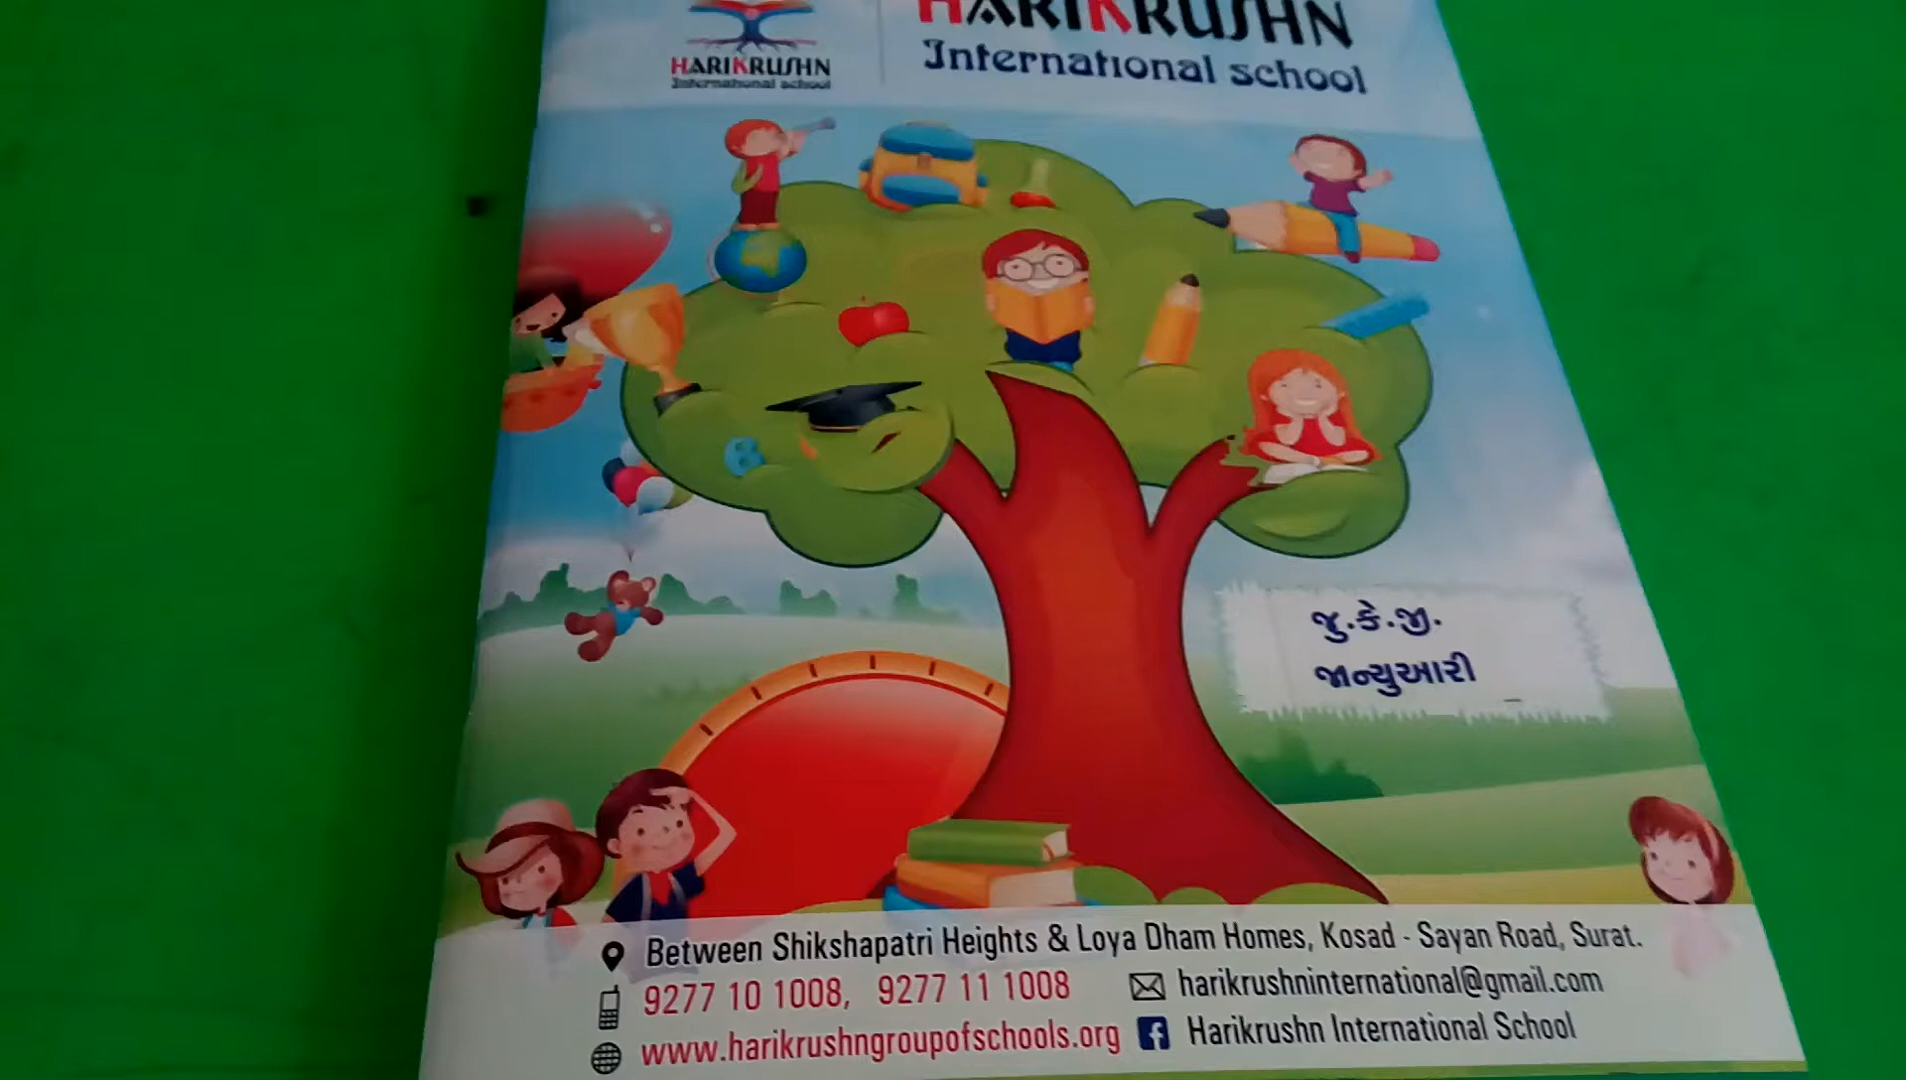 HARIKRUSHN
International school
HARIKRUSHN
International school
જુ.કે.જી.
જાન્યુઆરી
Between Shikshapatri Heights & Loya Dham Homes, Kosad - Sayan Road, Surat.
9277 10 1008, 9277 11 1008
harikrushninternational@gmail.com
www.harikrushngroupofschools.org
Harikrushn International School